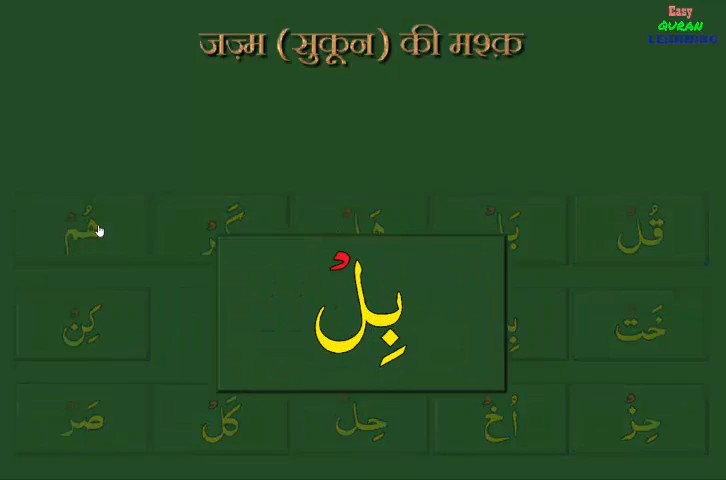 जज़्म (सुकून) की मश्क़
Easy
QURAN
LEARNING
قُلْ بَلْ هَلْ هُمْ
بِلْ
خَتْ كِنْ
حِزْ اُخْ حِلْ كَلْ صَرْ